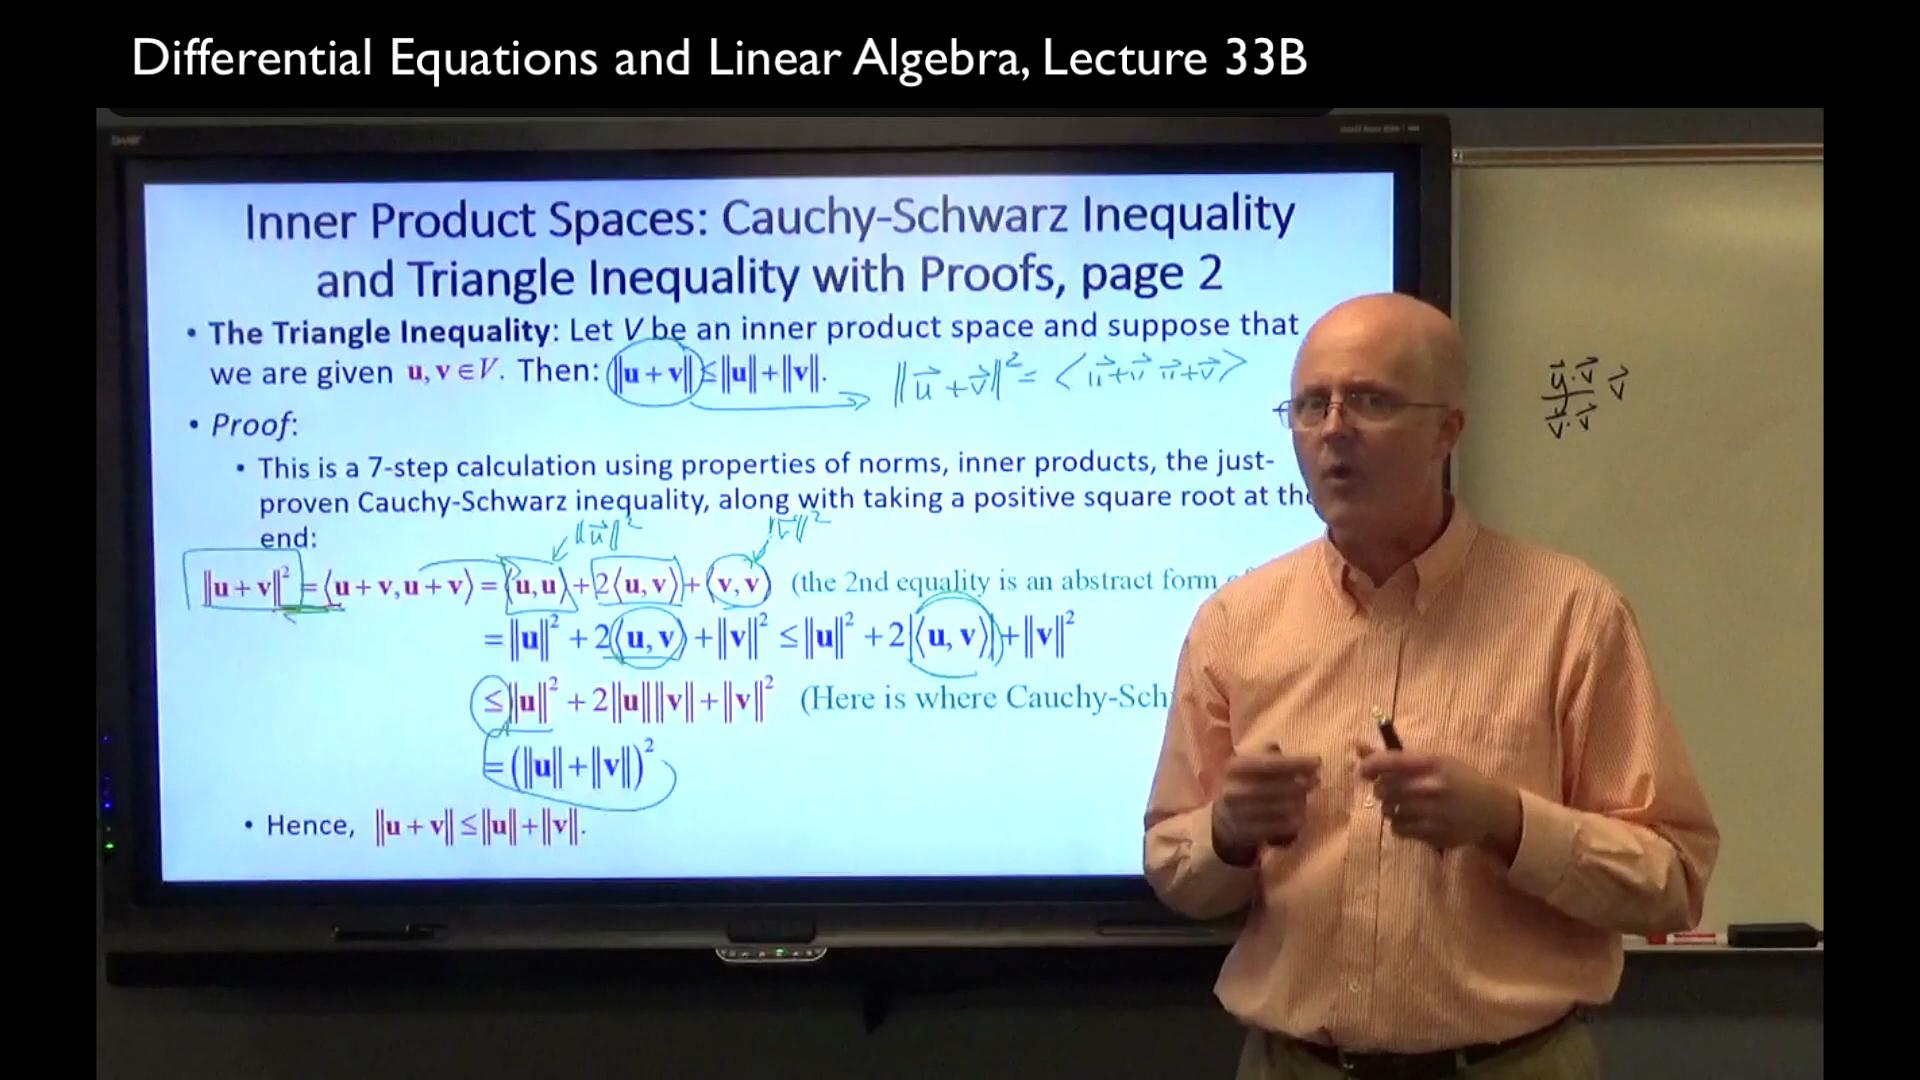 Differential Equations and Linear Algebra, Lecture 33B
Inner Product Spaces: Cauchy-Schwarz Inequality
and Triangle Inequality with Proofs, page 2
• The Triangle Inequality: Let V be an inner product space and suppose that
we are given u, v ∈ V. Then: ‖u + v‖ ≤ ‖u‖ + ‖v‖.
‖u⃗ + v⃗‖² = ⟨u⃗+v⃗, u⃗+v⃗⟩
u⃗·v⃗ / v⃗·v⃗ v⃗
• Proof:
• This is a 7-step calculation using properties of norms, inner products, the just-
proven Cauchy-Schwarz inequality, along with taking a positive square root at the
end:
‖u⃗‖² ‖v⃗‖²
‖u + v‖² = ⟨u + v, u + v⟩ = ⟨u, u⟩ + 2⟨u, v⟩ + ⟨v, v⟩ (the 2nd equality is an abstract form
= ‖u‖² + 2⟨u, v⟩ + ‖v‖² ≤ ‖u‖² + 2|⟨u, v⟩| + ‖v‖²
≤ ‖u‖² + 2‖u‖‖v‖ + ‖v‖² (Here is where Cauchy-Sch
= (‖u‖ + ‖v‖)²
• Hence, ‖u + v‖ ≤ ‖u‖ + ‖v‖.